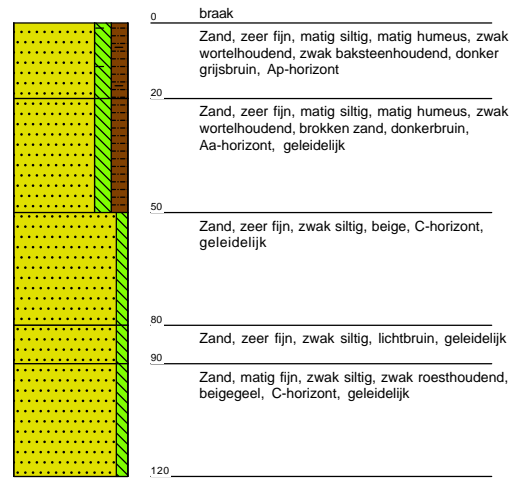 0 braak
Zand, zeer fijn, matig siltig, matig humeus, zwak
wortelhoudend, zwak baksteenhoudend, donker
grijsbruin, Ap-horizont
20
Zand, zeer fijn, matig siltig, matig humeus, zwak
wortelhoudend, brokken zand, donkerbruin,
Aa-horizont, geleidelijk
50
Zand, zeer fijn, zwak siltig, beige, C-horizont,
geleidelijk
80
Zand, zeer fijn, zwak siltig, lichtbruin, geleidelijk
90
Zand, matig fijn, zwak siltig, zwak roesthoudend,
beigegeel, C-horizont, geleidelijk
120